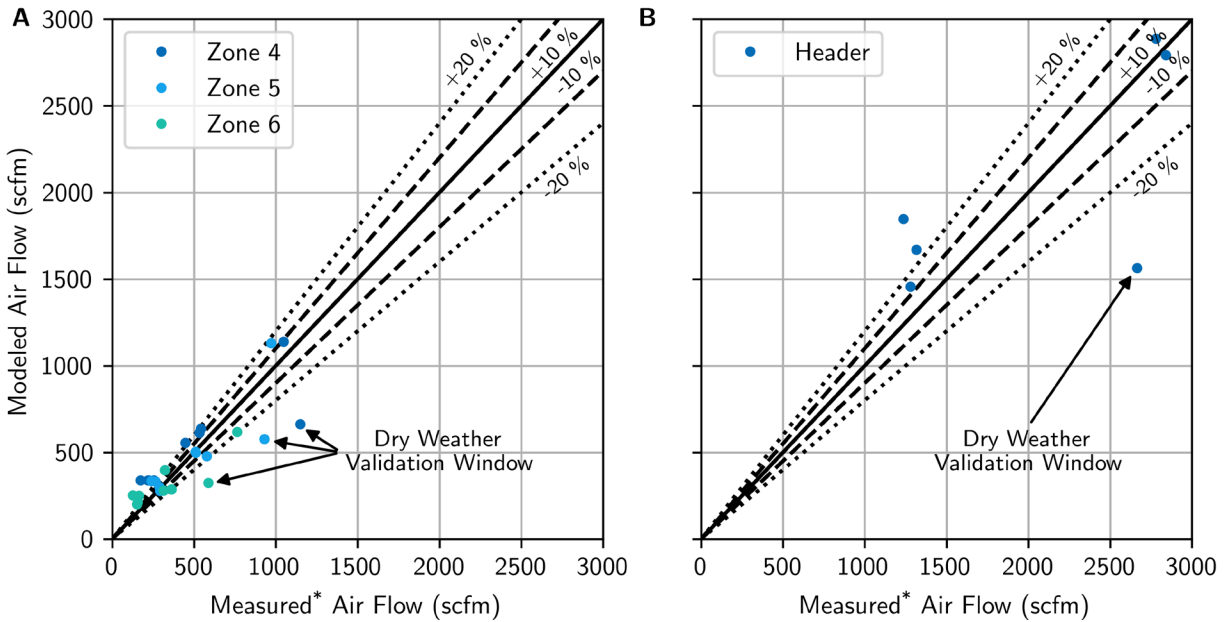 A
Zone 4
Zone 5
Zone 6
+20 %
+10 %
-10 %
-20 %
Dry Weather
Validation Window
3000
2500
2000
1500
1000
500
0
0 500 1000 1500 2000 2500 3000
Modeled Air Flow (scfm)
Measured* Air Flow (scfm)
B
Header
+20 %
+10 %
-10 %
-20 %
Dry Weather
Validation Window
0 500 1000 1500 2000 2500 3000
Measured* Air Flow (scfm)